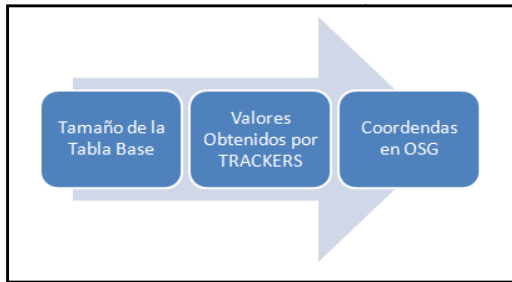 Tamaño de la
Tabla Base
Valores
Obtenidos por
TRACKERS
Coordendas
en OSG